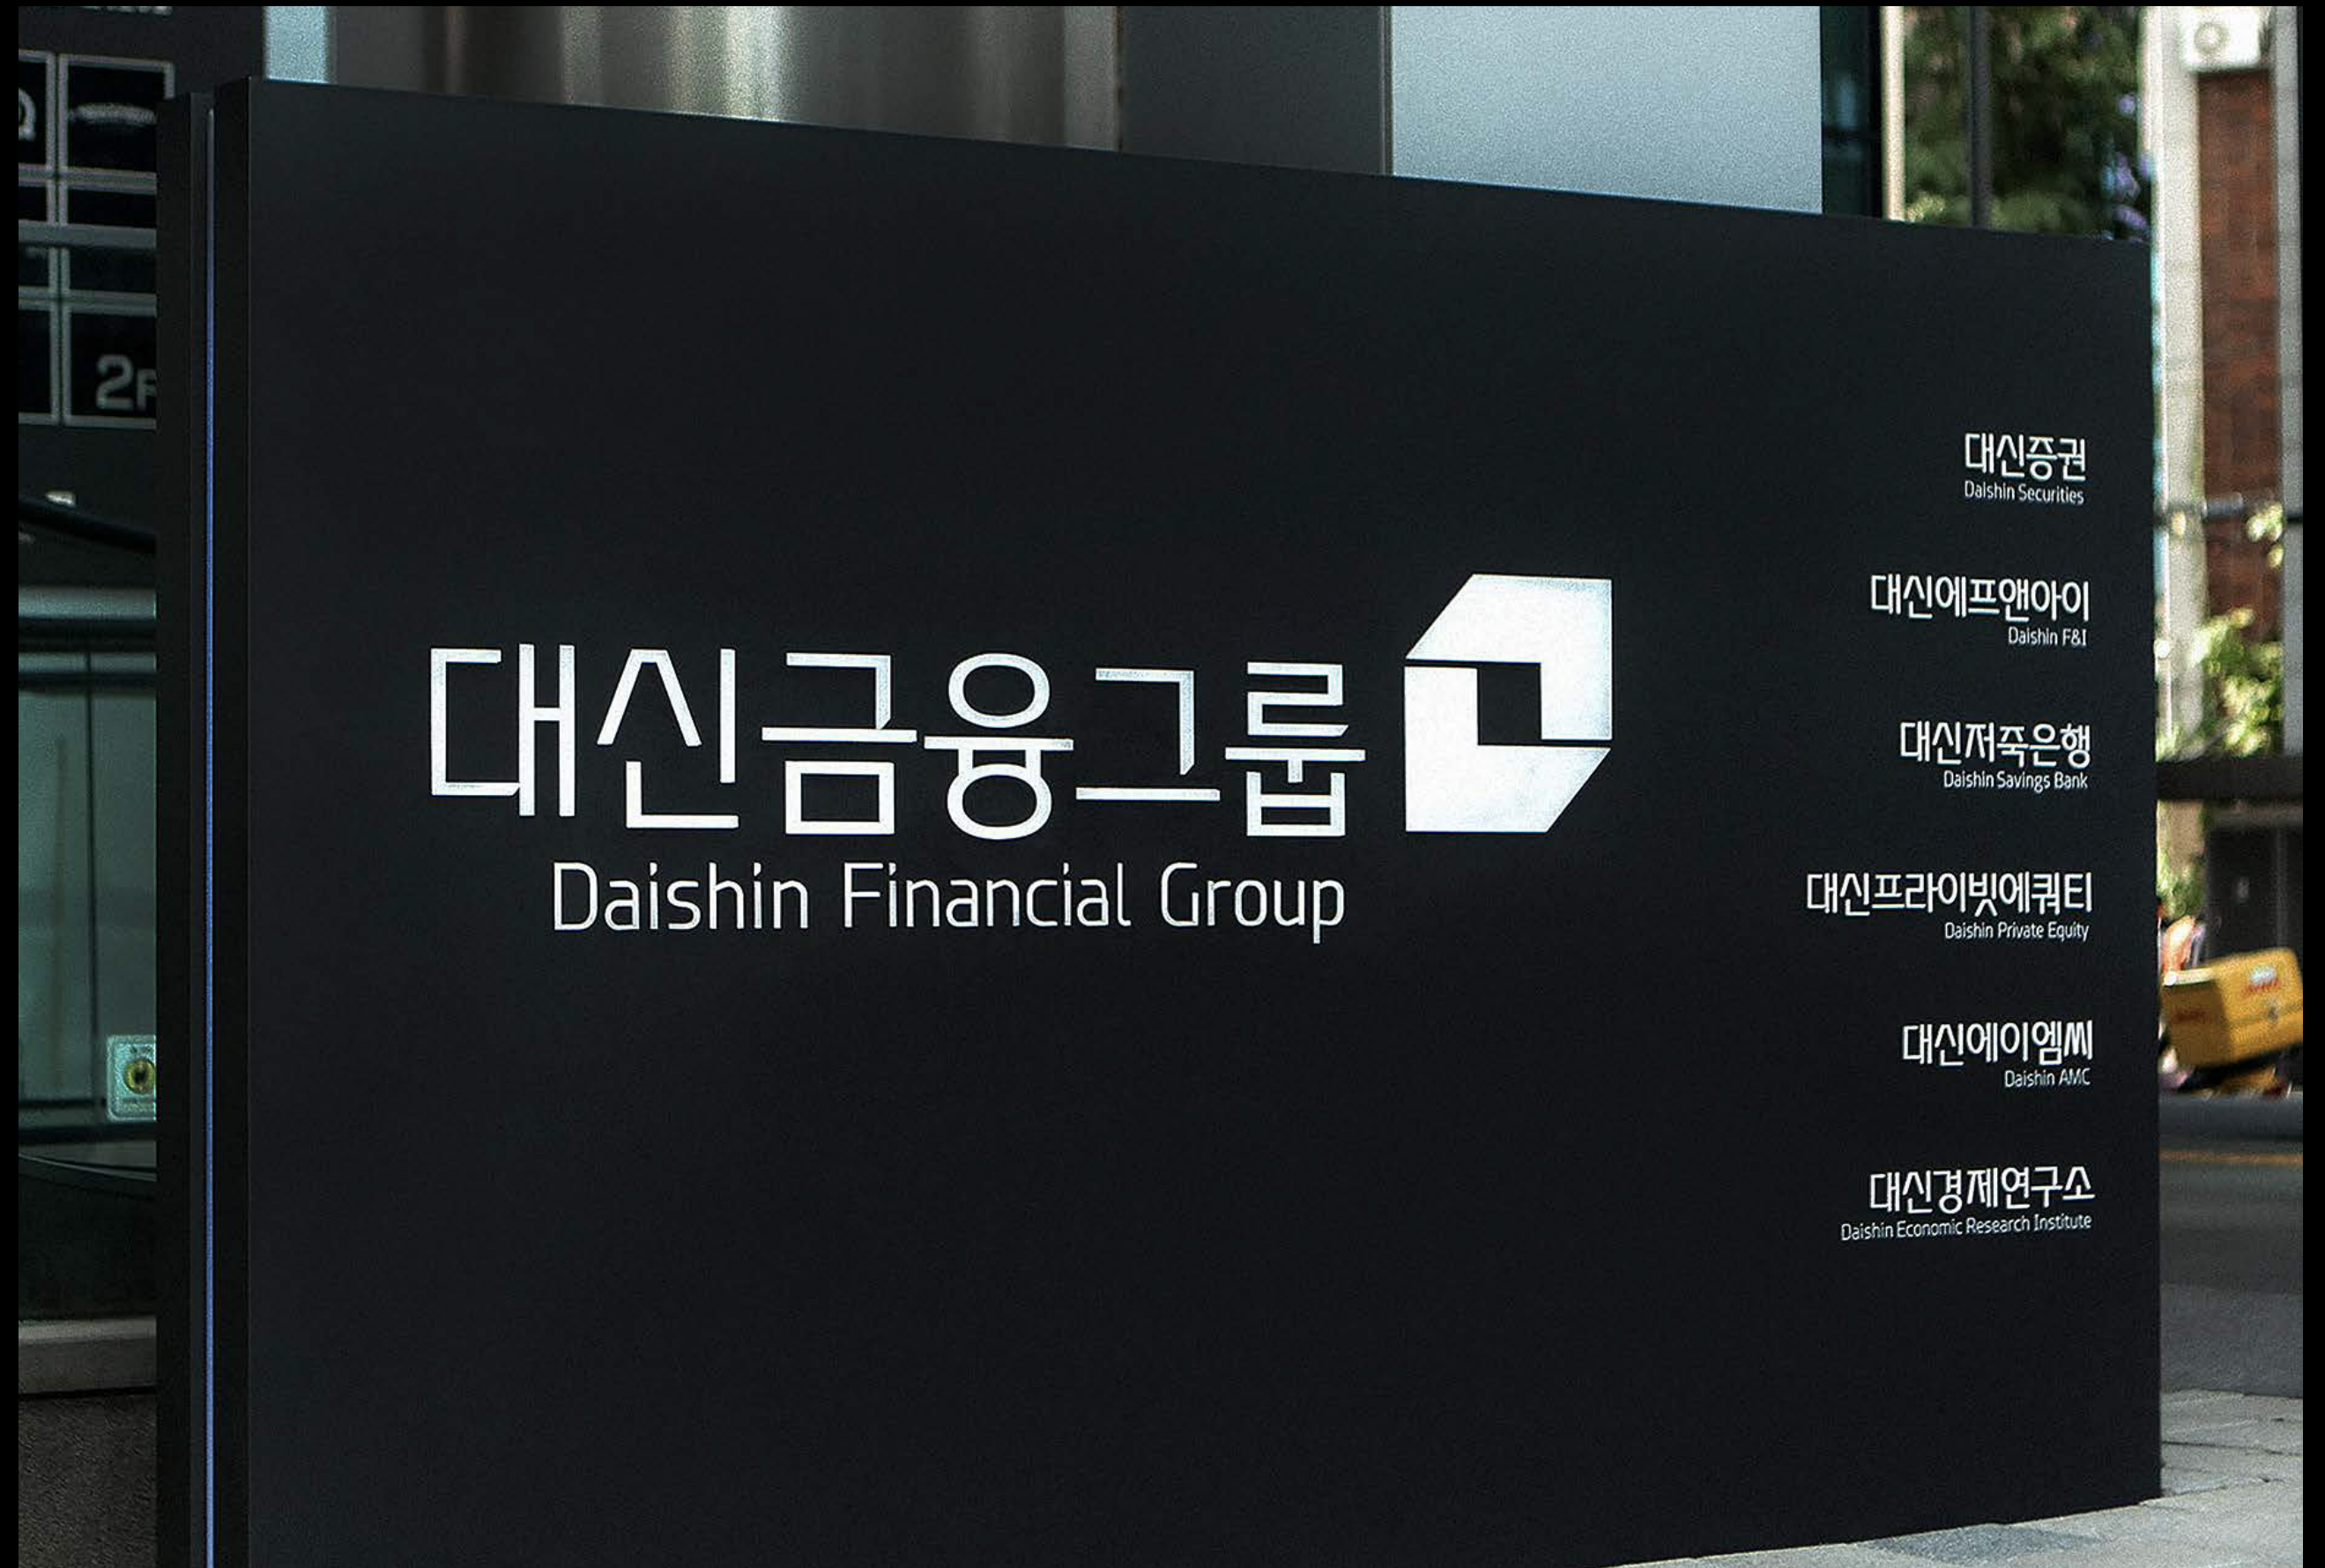 2F
대신금융그룹
Daishin Financial Group
대신증권
Daishin Securities
대신에프앤아이
Daishin F&I
대신저축은행
Daishin Savings Bank
대신프라이빗에쿼티
Daishin Private Equity
대신에이엠씨
Daishin AMC
대신경제연구소
Daishin Economic Research Institute